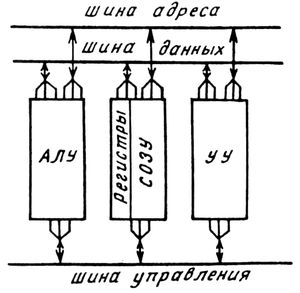 шина адреса
шина данных
АЛУ
регистры
СОЗУ
УУ
шина управления